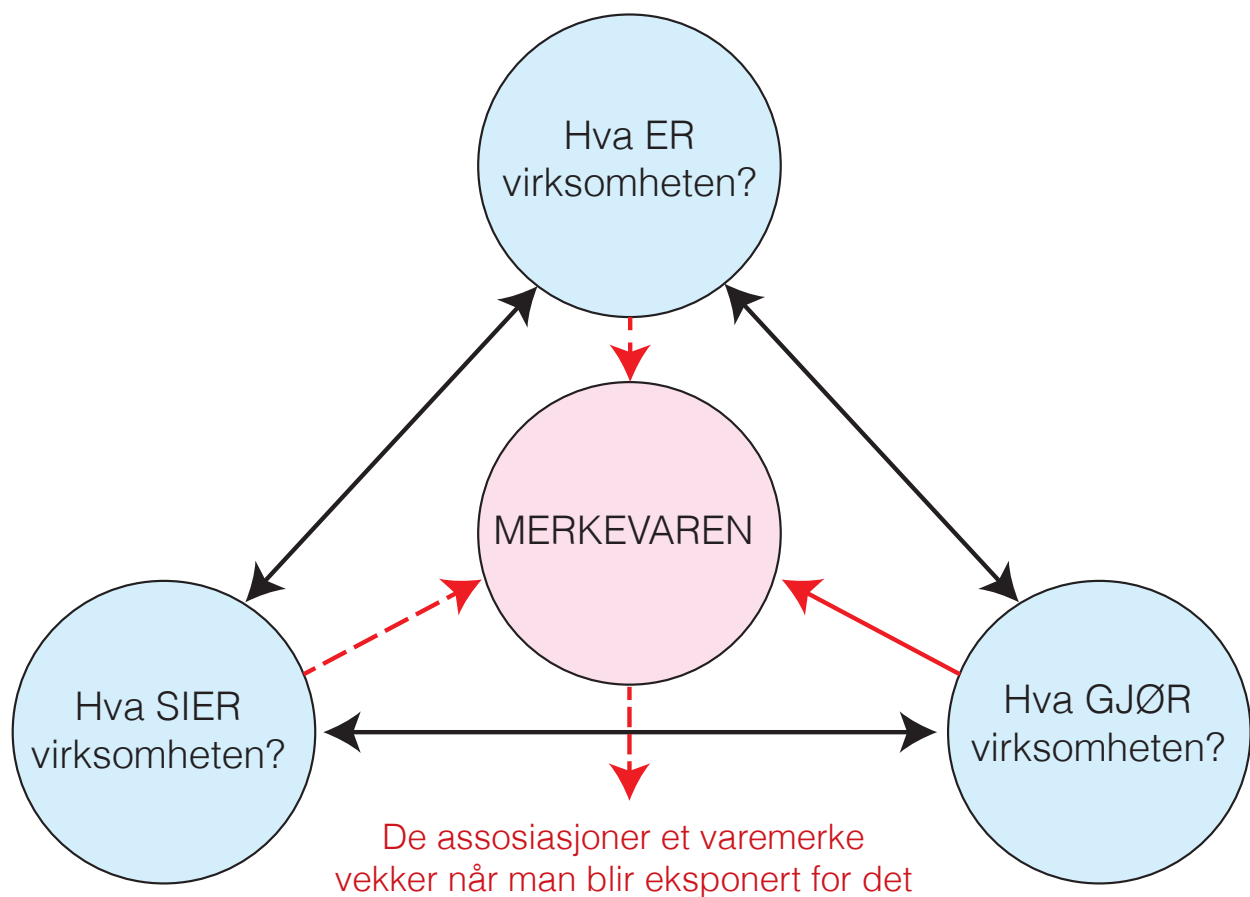 Hva ER
virksomheten?
MERKEVAREN
Hva SIER
virksomheten?
Hva GJØR
virksomheten?
De assosiasjoner et varemerke
vekker når man blir eksponert for det